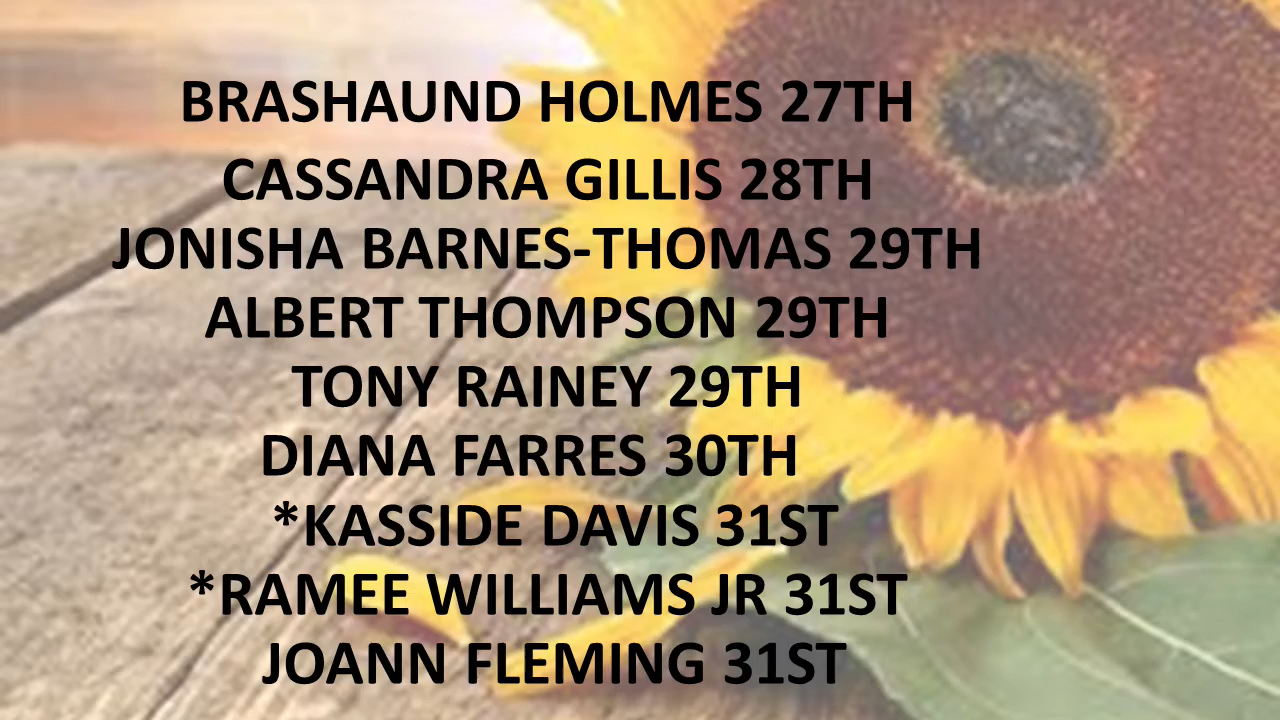 BRASHAUND HOLMES 27TH
CASSANDRA GILLIS 28TH
JONISHA BARNES-THOMAS 29TH
ALBERT THOMPSON 29TH
TONY RAINEY 29TH
DIANA FARRES 30TH
*KASSIDE DAVIS 31ST
*RAMEE WILLIAMS JR 31ST
JOANN FLEMING 31ST